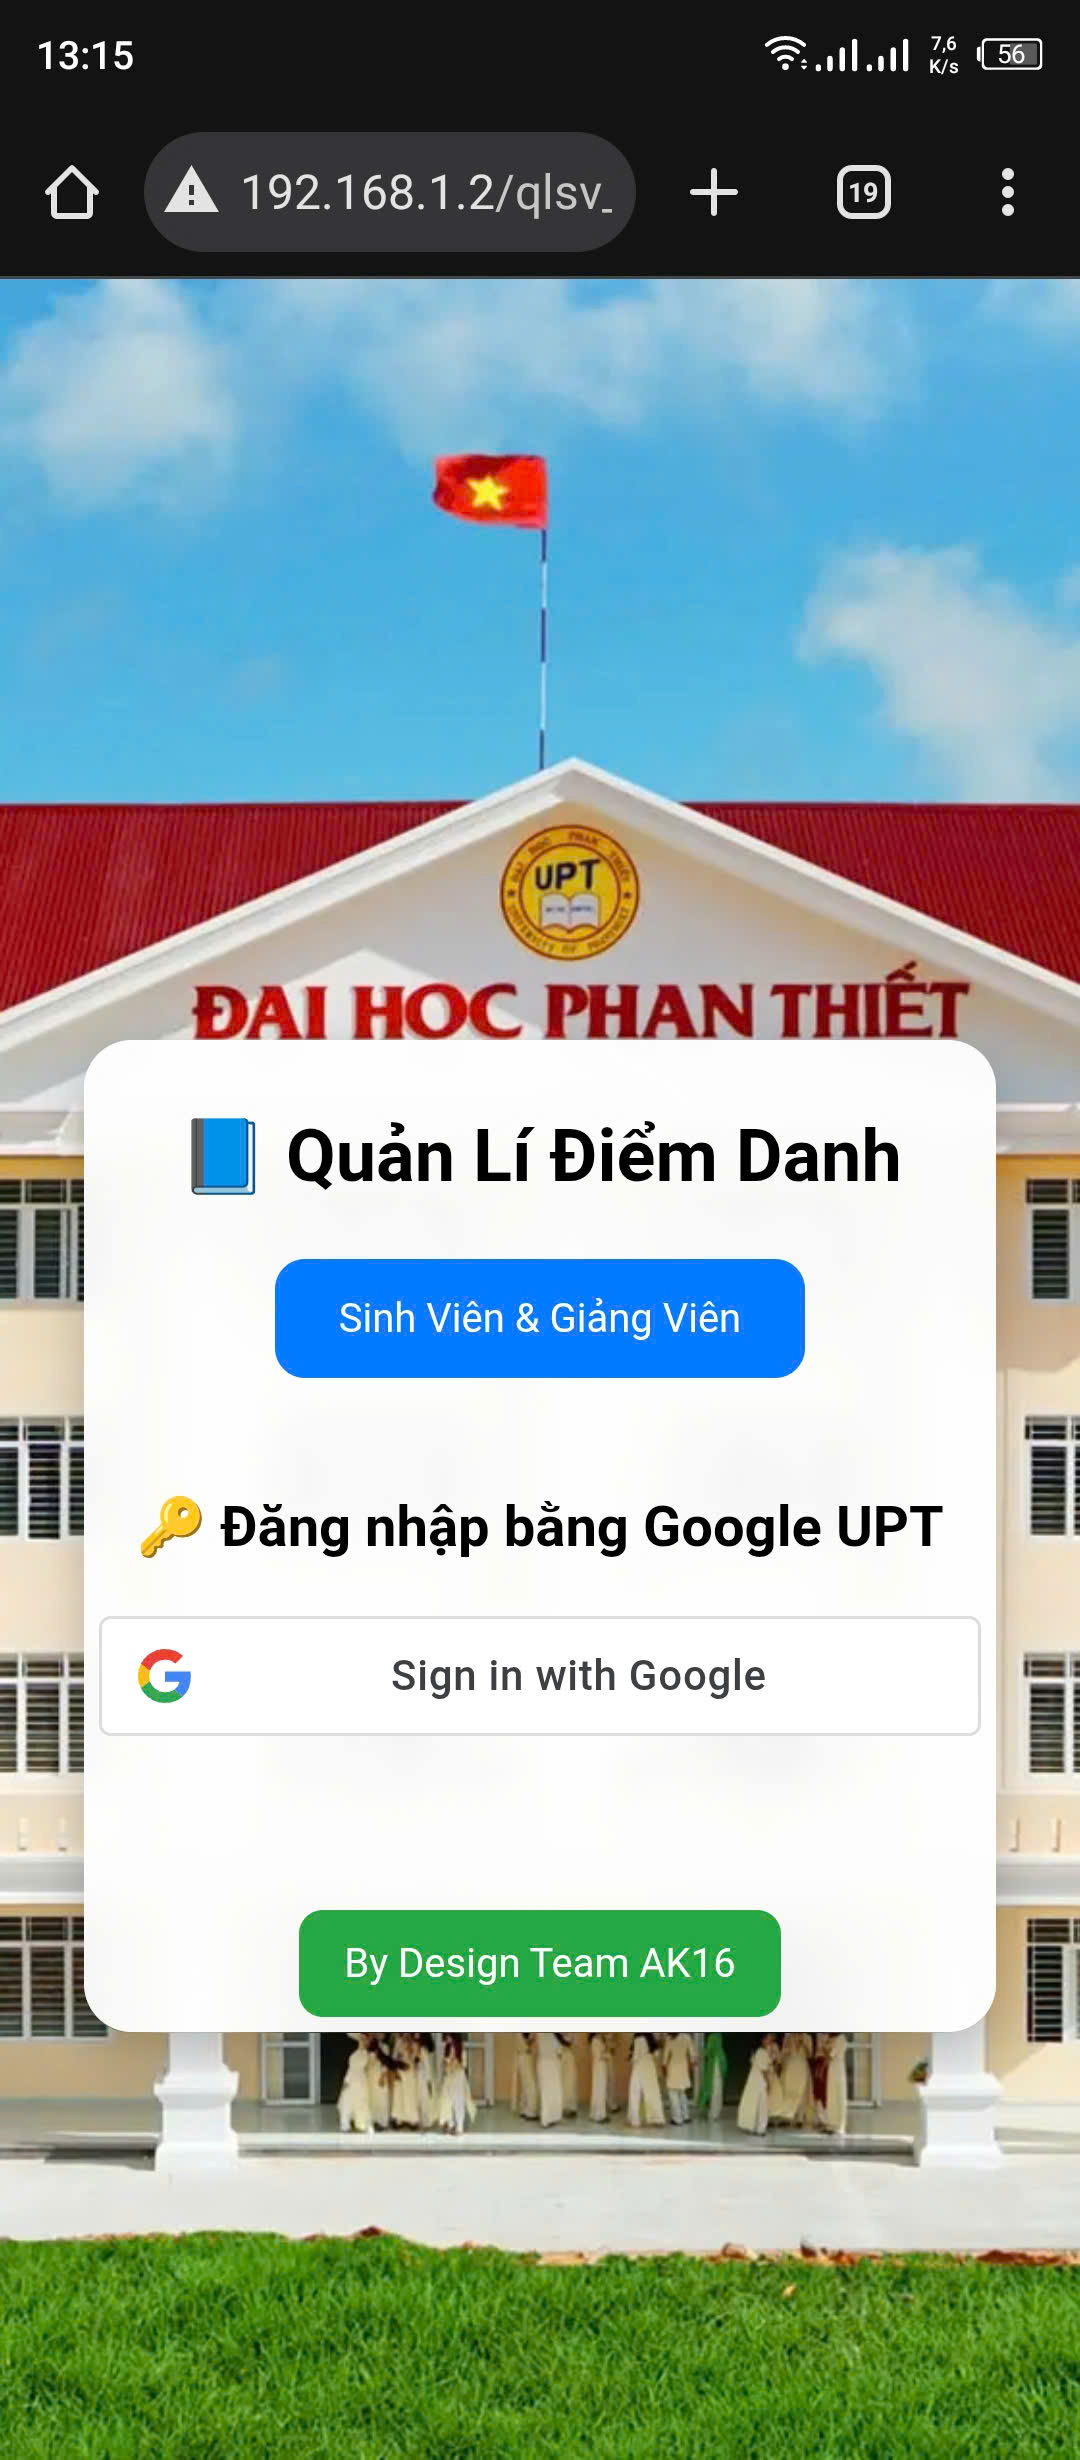 13:15
7,6
K/s
56
192.168.1.2/qlsv_
19
UPT
ĐẠI HỌC PHAN THIẾT
📘 Quản Lí Điểm Danh
Sinh Viên & Giảng Viên
🔑 Đăng nhập bằng Google UPT
Sign in with Google
By Design Team AK16